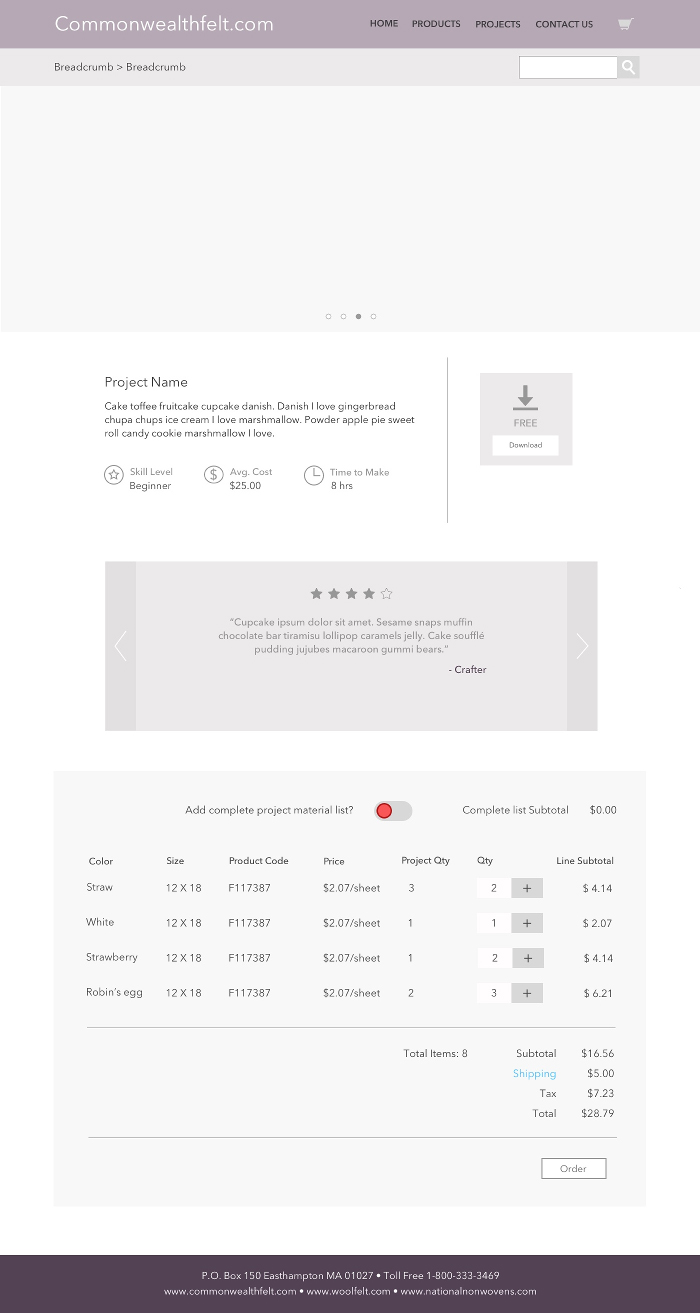 Commonwealthfelt.com HOME PRODUCTS PROJECTS CONTACT US
Breadcrumb > Breadcrumb
Project Name
Cake toffee fruitcake cupcake danish. Danish I love gingerbread
chupa chups ice cream I love marshmallow. Powder apple pie sweet
roll candy cookie marshmallow I love.
Skill Level
Beginner
Avg. Cost
$25.00
Time to Make
8 hrs
FREE
Download
“Cupcake ipsum dolor sit amet. Sesame snaps muffin
chocolate bar tiramisu lollipop caramels jelly. Cake soufflé
pudding jujubes macaroon gummi bears.”
- Crafter
Add complete project material list? Complete list Subtotal $0.00
Color Size Product Code Price Project Qty Qty Line Subtotal
Straw 12 X 18 F117387 $2.07/sheet 3 2 + $ 4.14
White 12 X 18 F117387 $2.07/sheet 1 1 + $ 2.07
Strawberry 12 X 18 F117387 $2.07/sheet 1 2 + $ 4.14
Robin’s egg 12 X 18 F117387 $2.07/sheet 2 3 + $ 6.21
Total Items: 8 Subtotal $16.56
Shipping $5.00
Tax $7.23
Total $28.79
Order
P.O. Box 150 Easthampton MA 01027 • Toll Free 1-800-333-3469
www.commonwealthfelt.com • www.woolfelt.com • www.nationalnonwovens.com